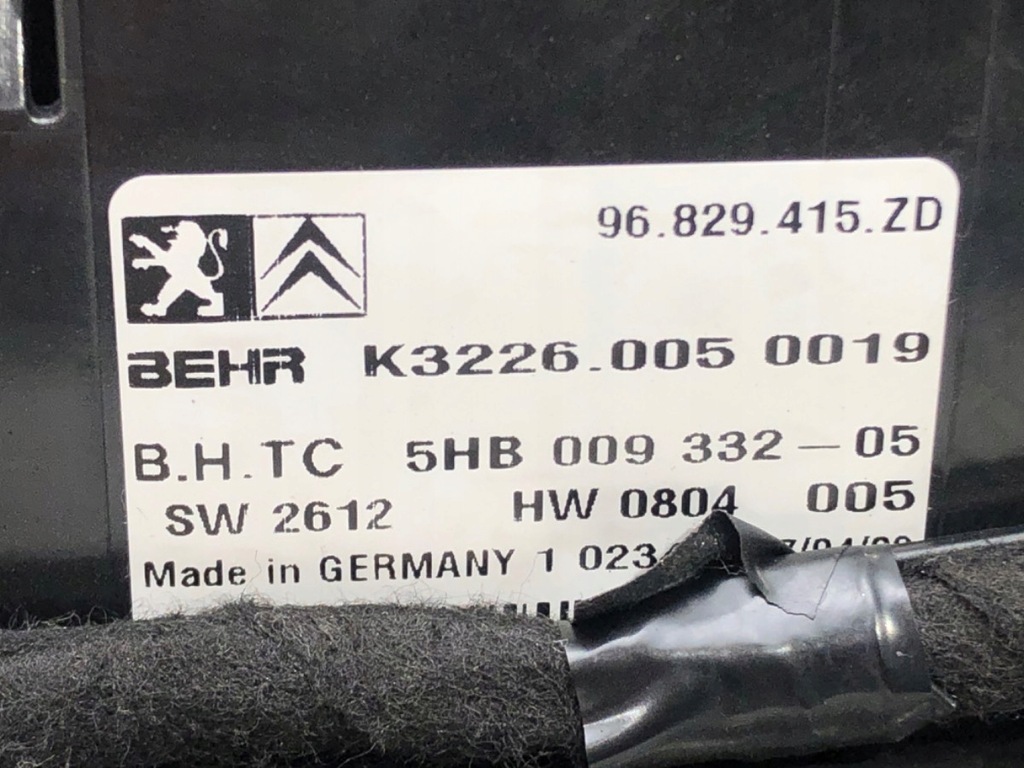 96.829.415.ZD
BEHR K3226.005 0019
B.H.TC 5HB 009 332-05
SW 2612 HW 0804 005
Made in GERMANY 1 023